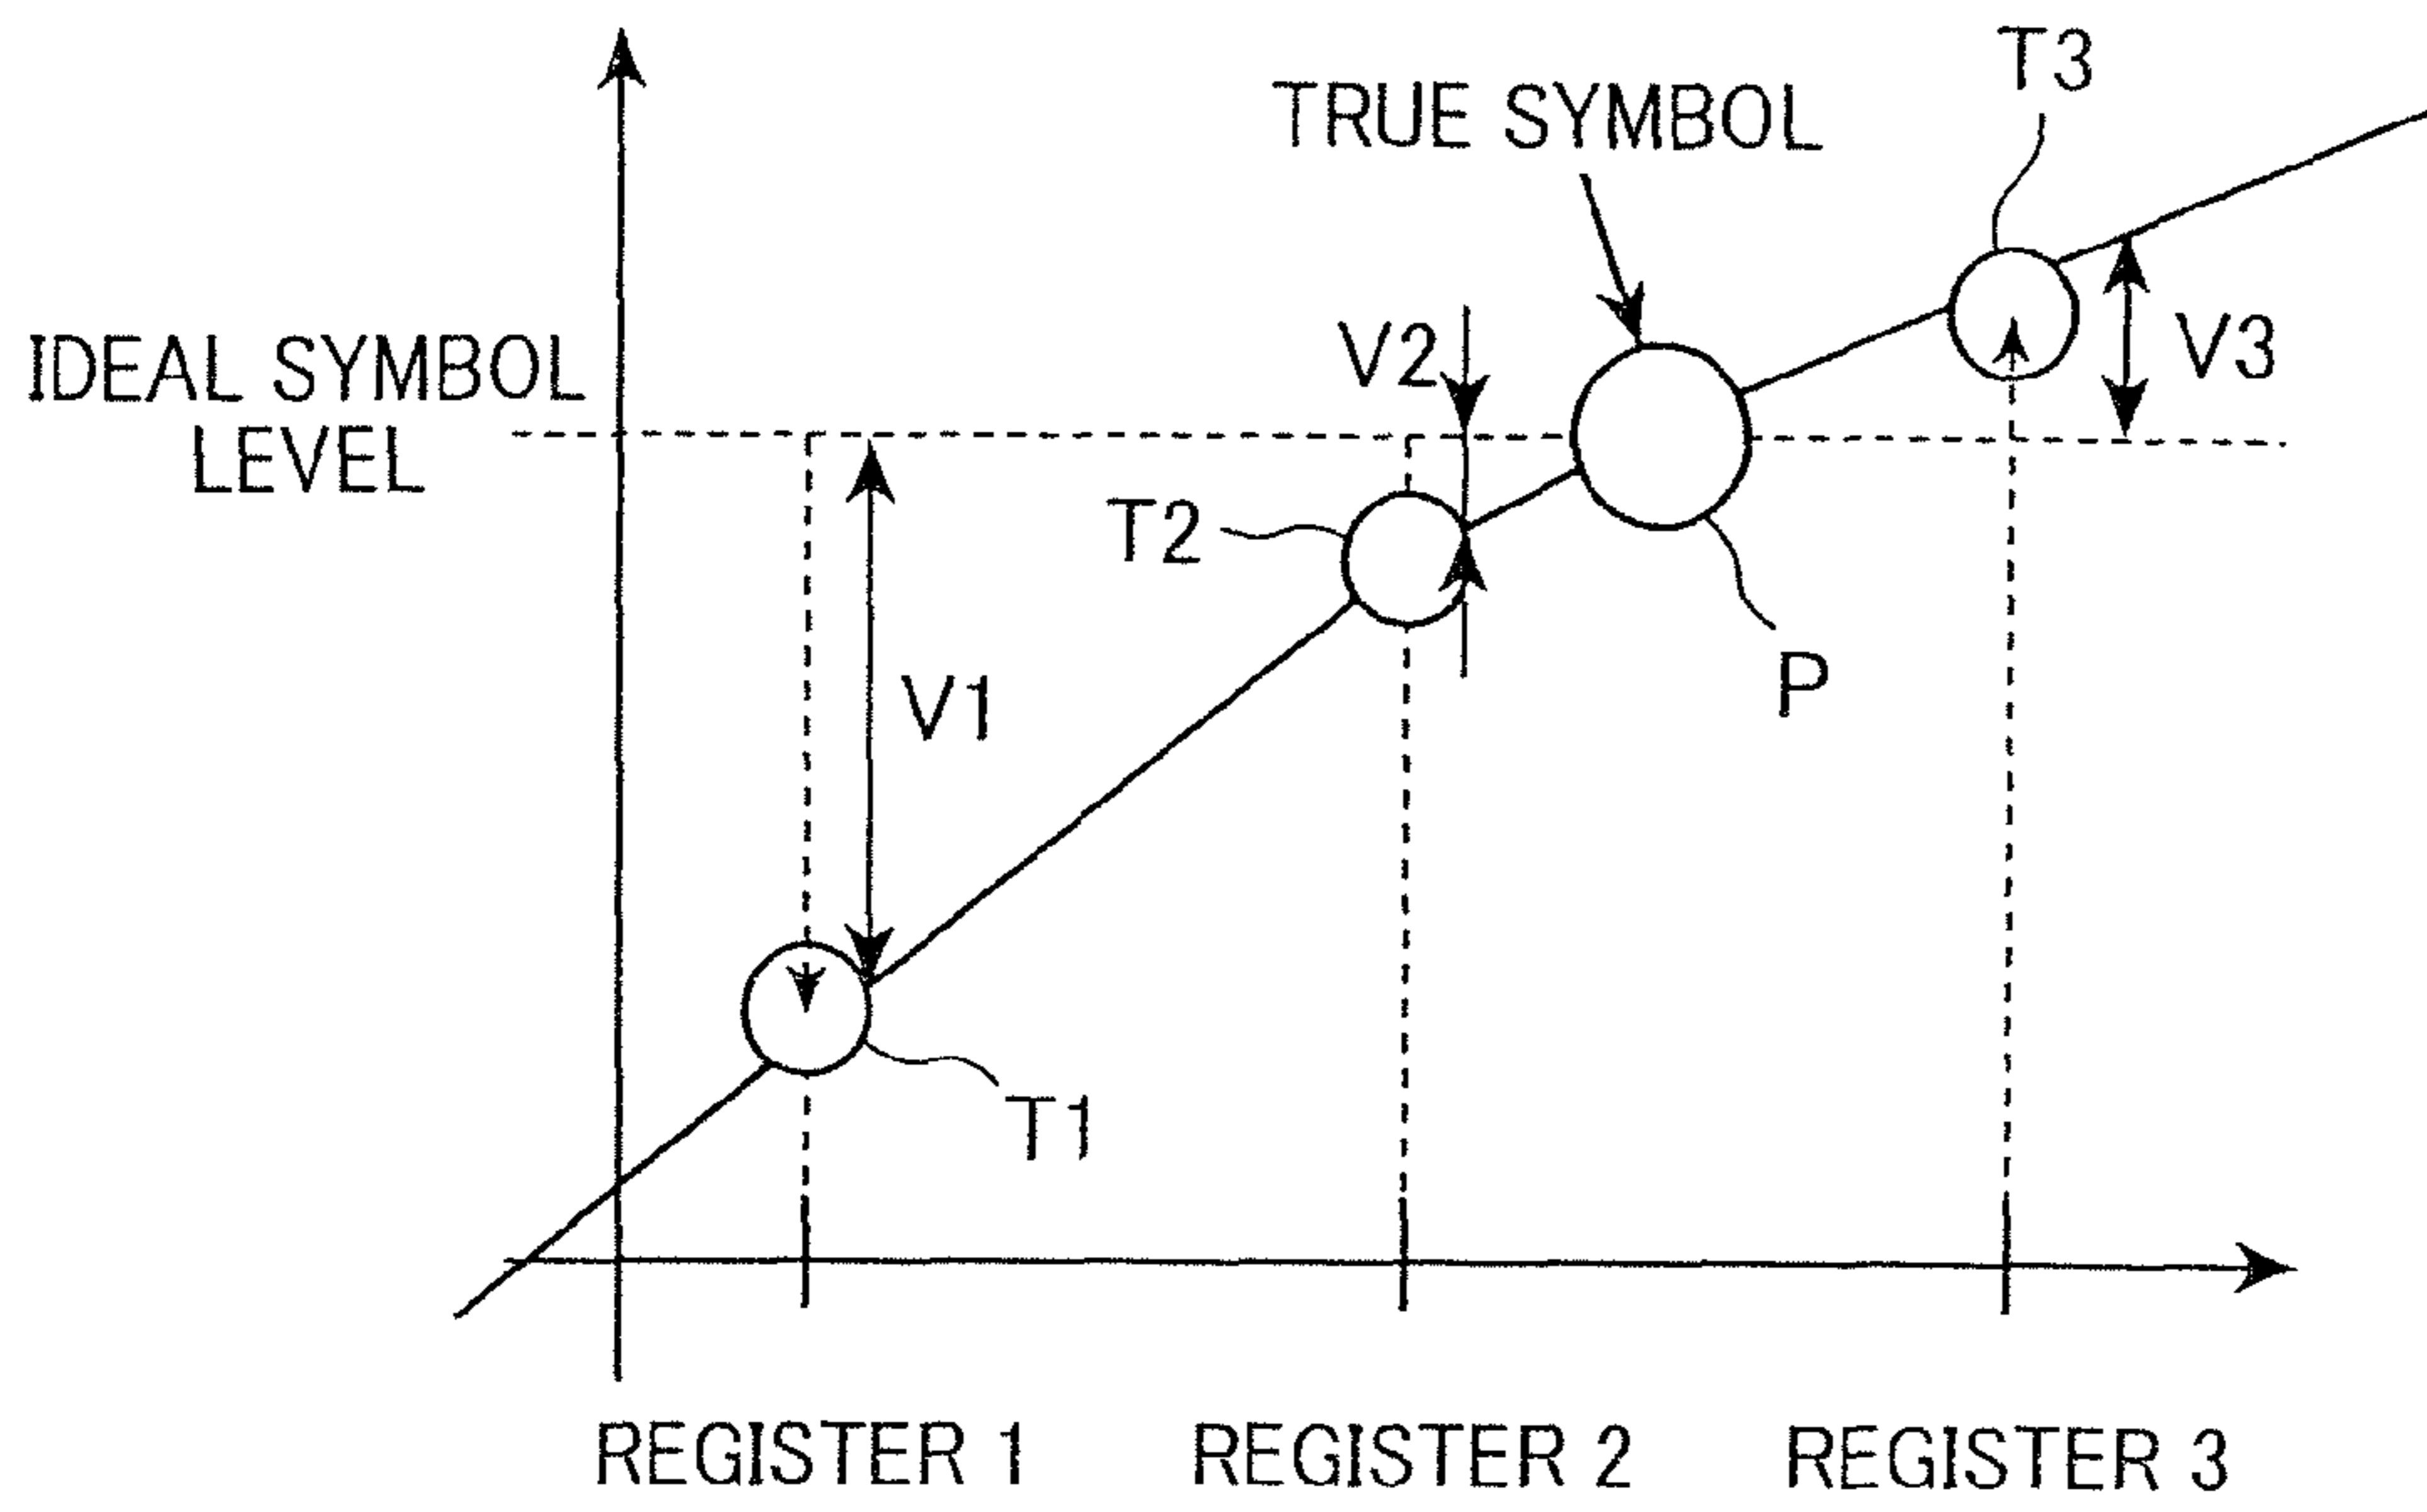 T3
TRUE SYMBOL
IDEAL SYMBOL
LEVEL
V2
V3
T2
P
V1
T1
REGISTER 1
REGISTER 2
REGISTER 3